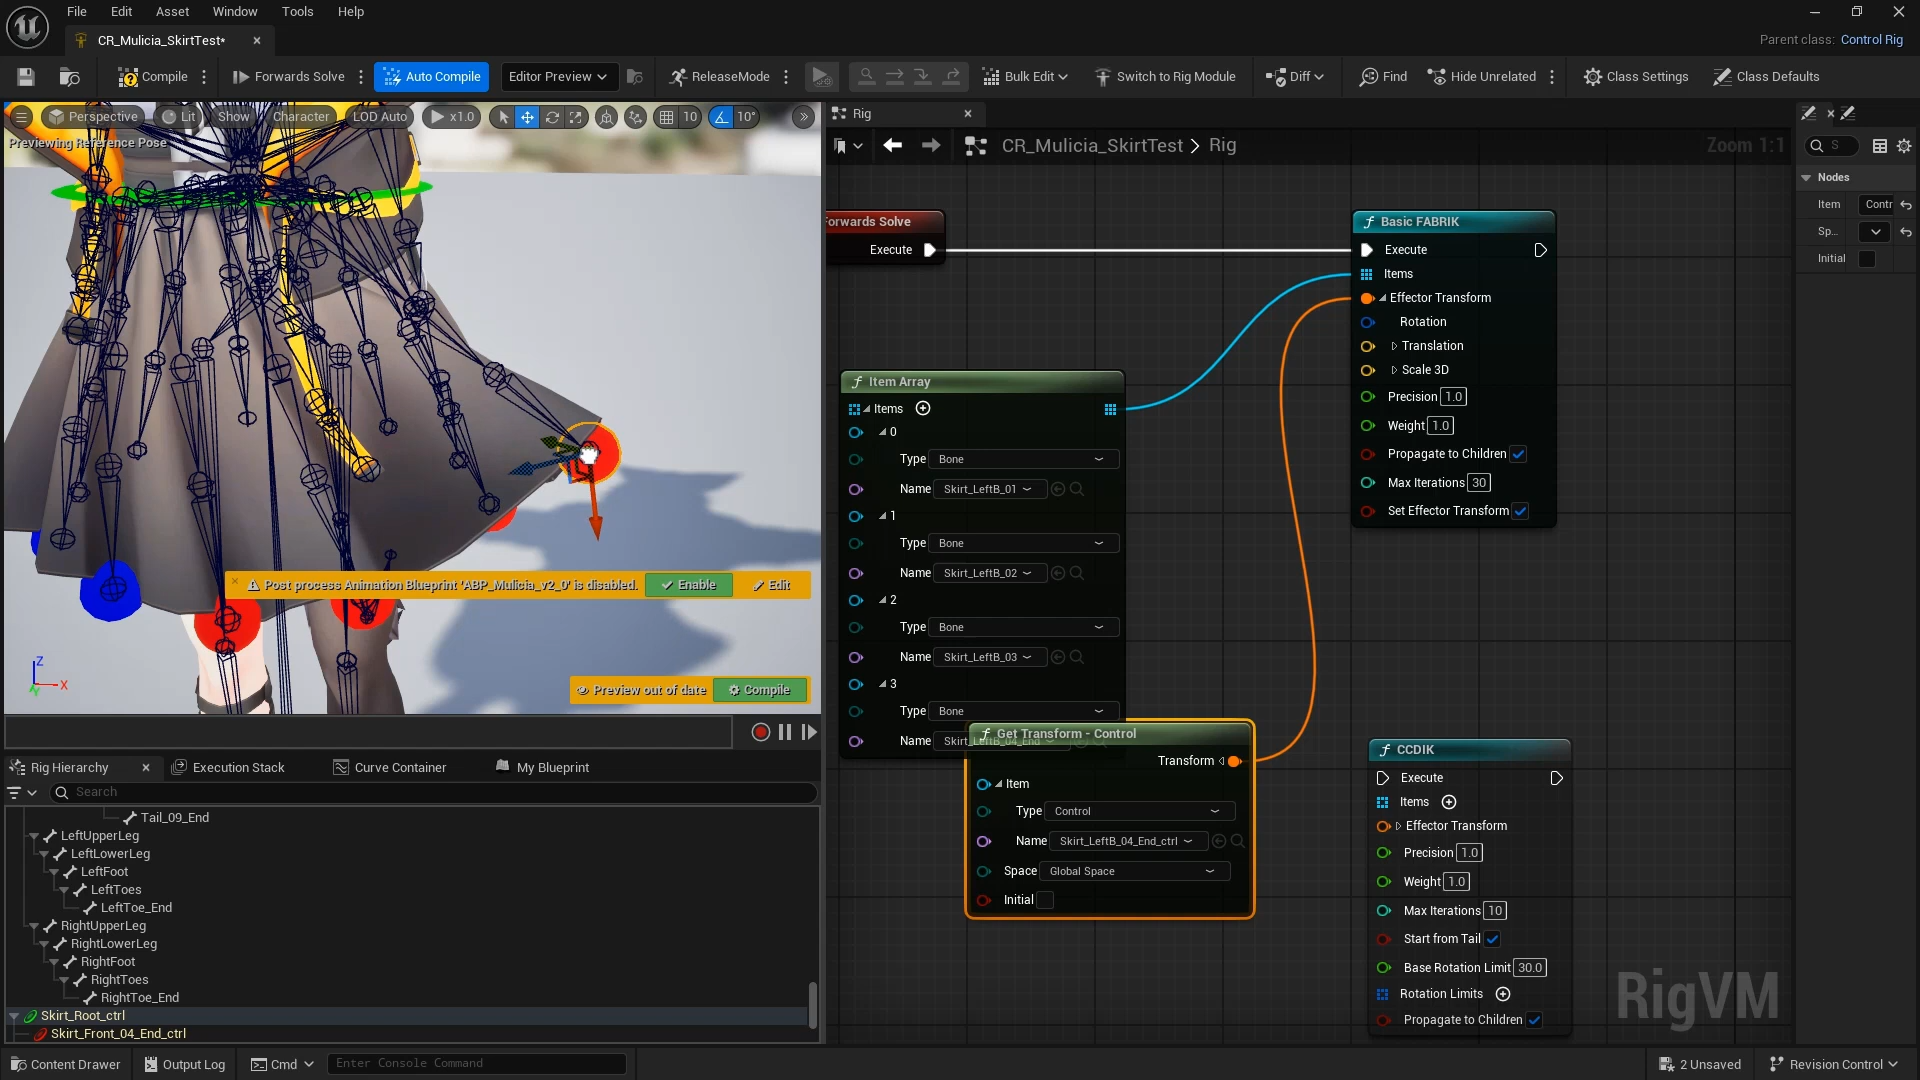 File
Edit
Asset
Window
Tools
Help
CR_Mulicia_SkirtTest*
Parent class: Control Rig
Compile
Forwards Solve
Auto Compile
Editor Preview
ReleaseMode
Bulk Edit
Switch to Rig Module
Diff
Find
Hide Unrelated
Class Settings
Class Defaults
Perspective
Lit
Show
Character
LOD Auto
x1.0
10
10°
Previewing Reference Pose
Post process Animation Blueprint 'ABP_Mulicia_v2_0' is disabled.
Enable
Edit
Preview out of date
Compile
Z
X
Y
Rig
CR_Mulicia_SkirtTest > Rig
Zoom 1:1
Forwards Solve
Execute
Item Array
Items
0
Type Bone
Name Skirt_LeftB_01
1
Type Bone
Name Skirt_LeftB_02
2
Type Bone
Name Skirt_LeftB_03
3
Type Bone
Name Skirt_LeftB_04_End
Get Transform - Control
Transform
Item
Type Control
Name Skirt_LeftB_04_End_ctrl
Space Global Space
Initial
Basic FABRIK
Execute
Items
Effector Transform
Rotation
Translation
Scale 3D
Precision 1.0
Weight 1.0
Propagate to Children
Max Iterations 30
Set Effector Transform
CCDIK
Execute
Items
Effector Transform
Precision 1.0
Weight 1.0
Max Iterations 10
Start from Tail
Base Rotation Limit 30.0
Rotation Limits
Propagate to Children
RigVM
S
Nodes
Item Contr
Sp...
Initial
Rig Hierarchy
Execution Stack
Curve Container
My Blueprint
Search
Tail_09_End
LeftUpperLeg
LeftLowerLeg
LeftFoot
LeftToes
LeftToe_End
RightUpperLeg
RightLowerLeg
RightFoot
RightToes
RightToe_End
Skirt_Root_ctrl
Skirt_Front_04_End_ctrl
Content Drawer
Output Log
Cmd
Enter Console Command
2 Unsaved
Revision Control